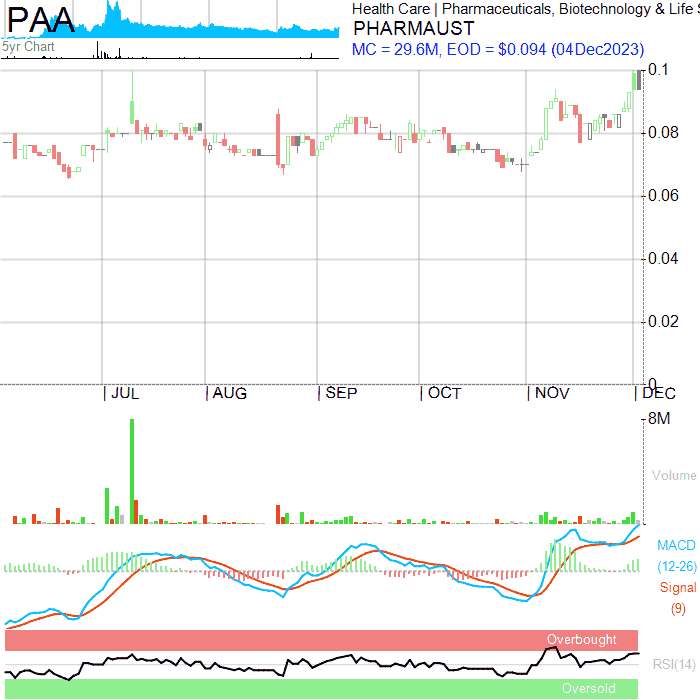 PAA
5yr Chart
Health Care | Pharmaceuticals, Biotechnology & Life S
PHARMAUST
MC = 29.6M, EOD = $0.094 (04Dec2023)
0.1
0.08
0.06
0.04
0.02
0
| JUL | AUG | SEP | OCT | NOV | DEC
8M
Volume
MACD
(12-26)
Signal
(9)
Overbought
RSI(14)
Oversold